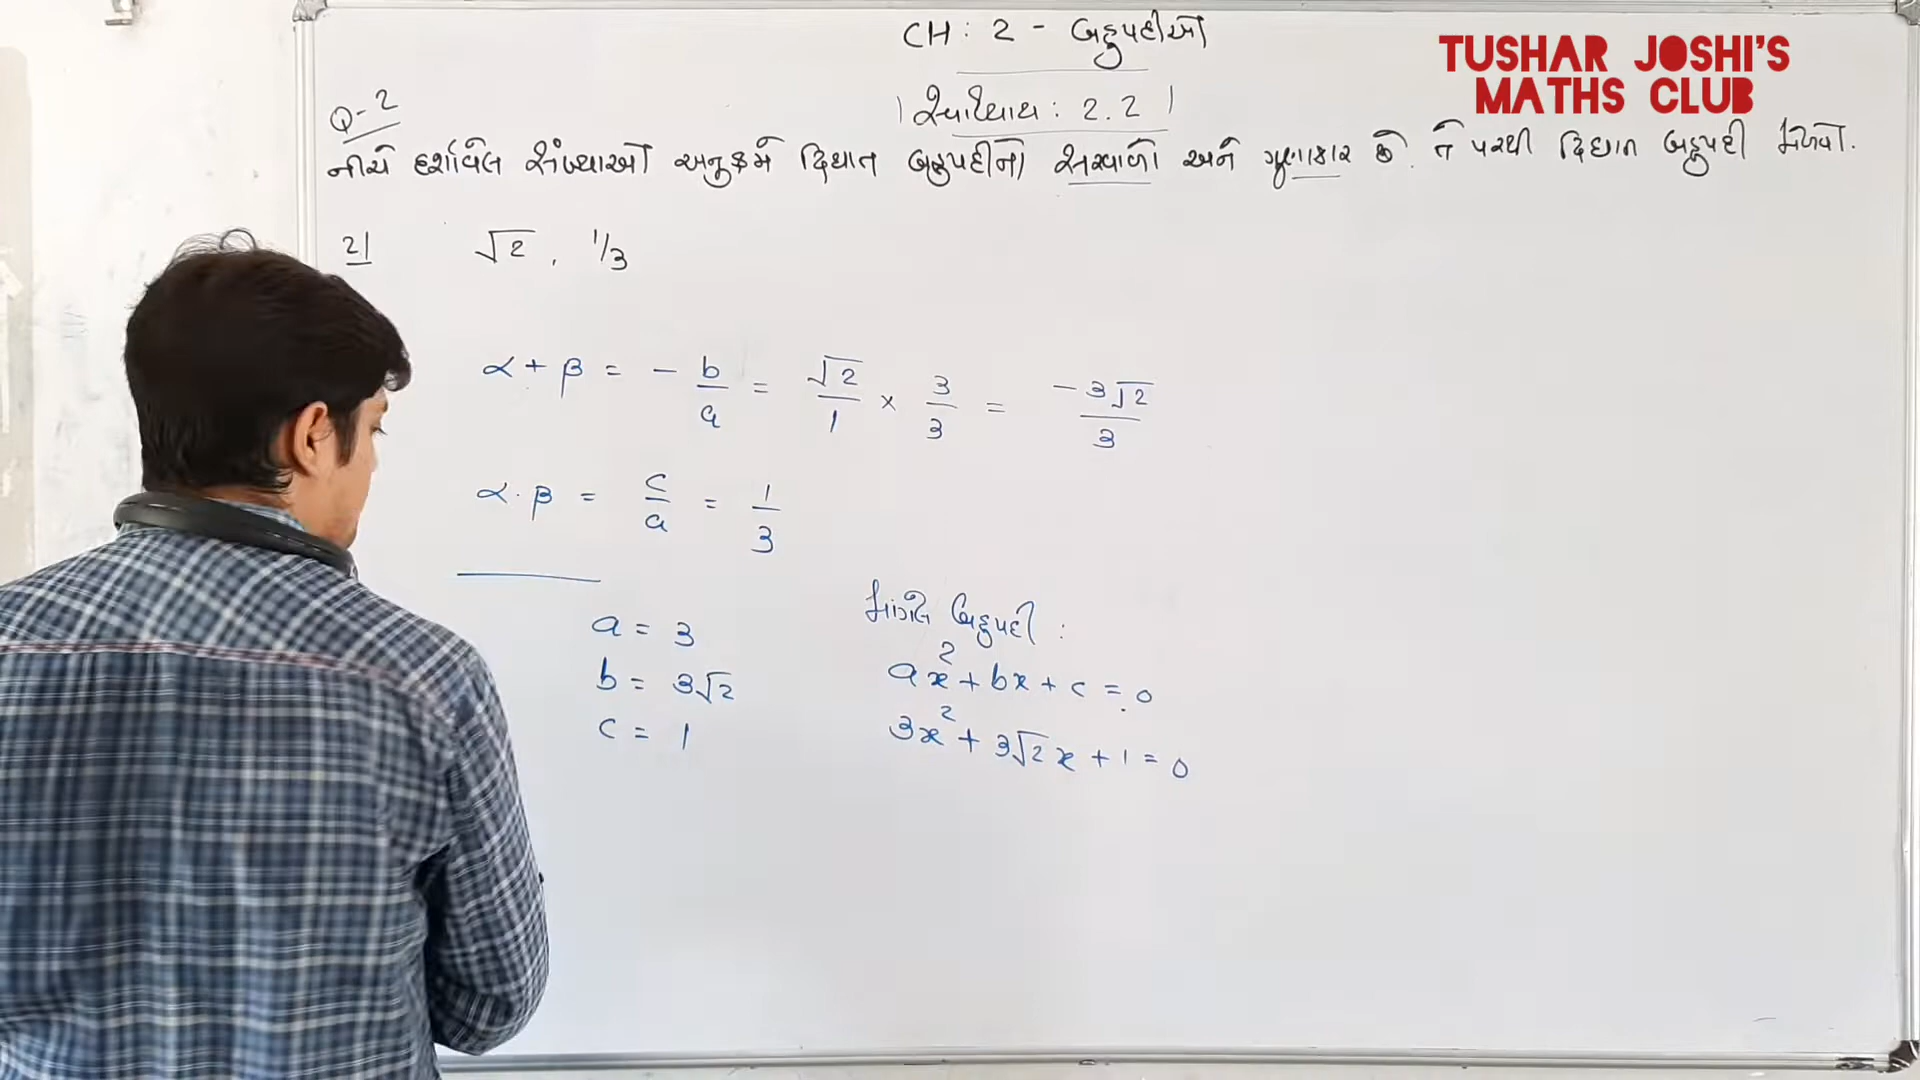 CH : 2 - બહુપદીઓ
TUSHAR JOSHI'S
MATHS CLUB
સ્વાધ્યાય : 2.2
Q-2
નીચે દર્શાવેલ સંખ્યાઓ અનુક્રમે દ્વિઘાત બહુપદીનો સરવાળો અને ગુણાકાર છે. તે પરથી દ્વિઘાત બહુપદી મેળવો.
2) √2 , 1/3
α + β = - b/a = √2/1 × 3/3 = -3√2/3
α · β = c/a = 1/3
a = 3
b = 3√2
c = 1
માંગેલ બહુપદી :
ax² + bx + c = 0
3x² + 3√2x + 1 = 0